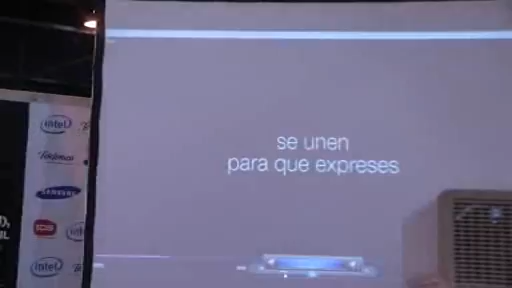 se unen
para que expreses
intel
Telefónica
SAMSUNG
intel